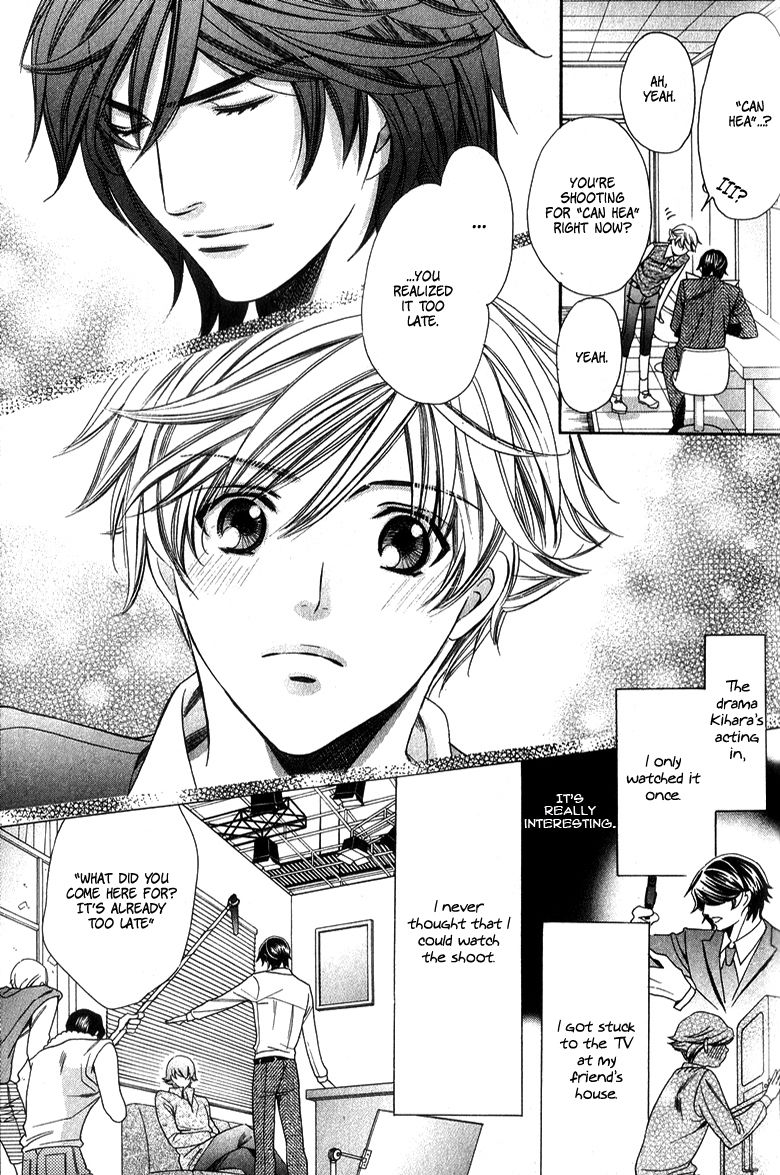 "CAN
HEA"...?
III?
AH,
YEAH.
YOU'RE
SHOOTING
FOR "CAN HEA"
RIGHT NOW?
YEAH.
...
...YOU
REALIZED
IT TOO
LATE.
The
drama
Kihara's
acting
in,
I only
watched it
once.
IT'S
REALLY
INTERESTING.
I got stuck
to the TV
at my
friend's
house.
I never
thought that I
could watch
the shoot.
"WHAT DID YOU
COME HERE FOR?
IT'S ALREADY
TOO LATE"